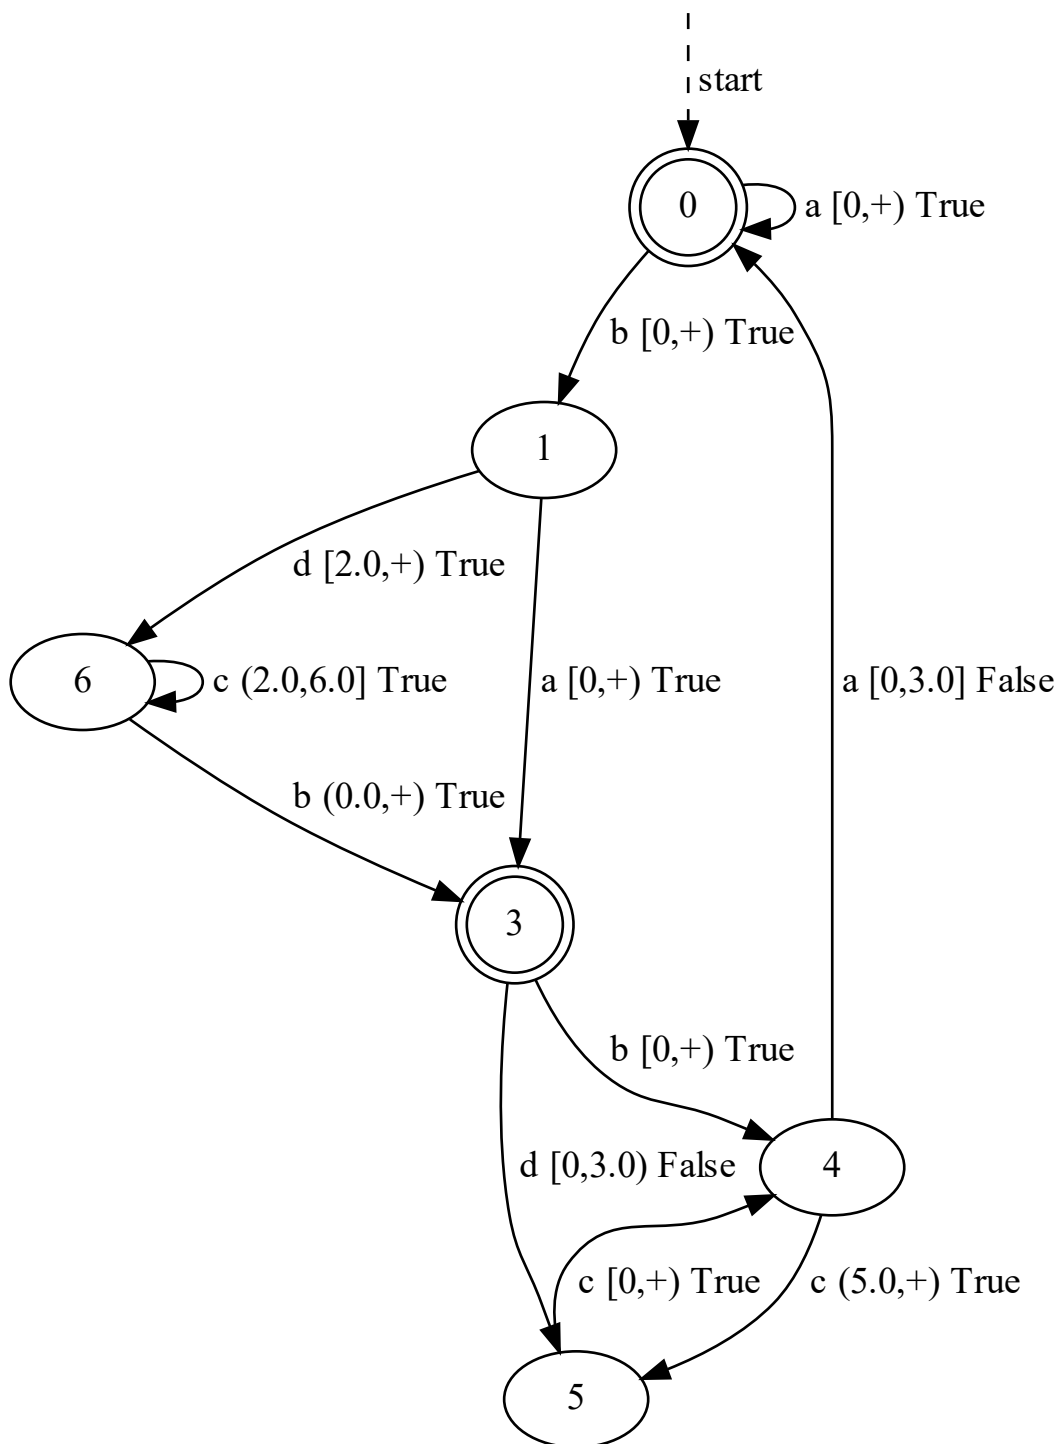 start
0
a [0,+) True
b [0,+) True
1
d [2.0,+) True
6
c (2.0,6.0] True
a [0,+) True
a [0,3.0] False
b (0.0,+) True
3
b [0,+) True
d [0,3.0) False
4
c [0,+) True
c (5.0,+) True
5